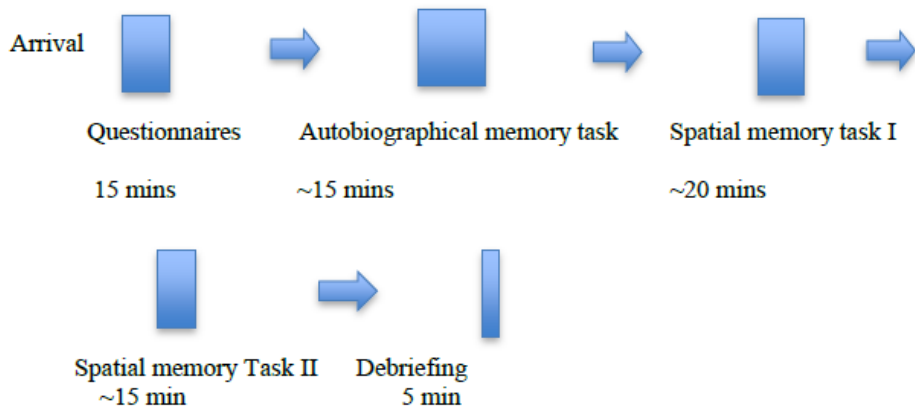 Arrival
Questionnaires Autobiographical memory task Spatial memory task I
15 mins ~15 mins ~20 mins
Spatial memory Task II Debriefing
~15 min 5 min